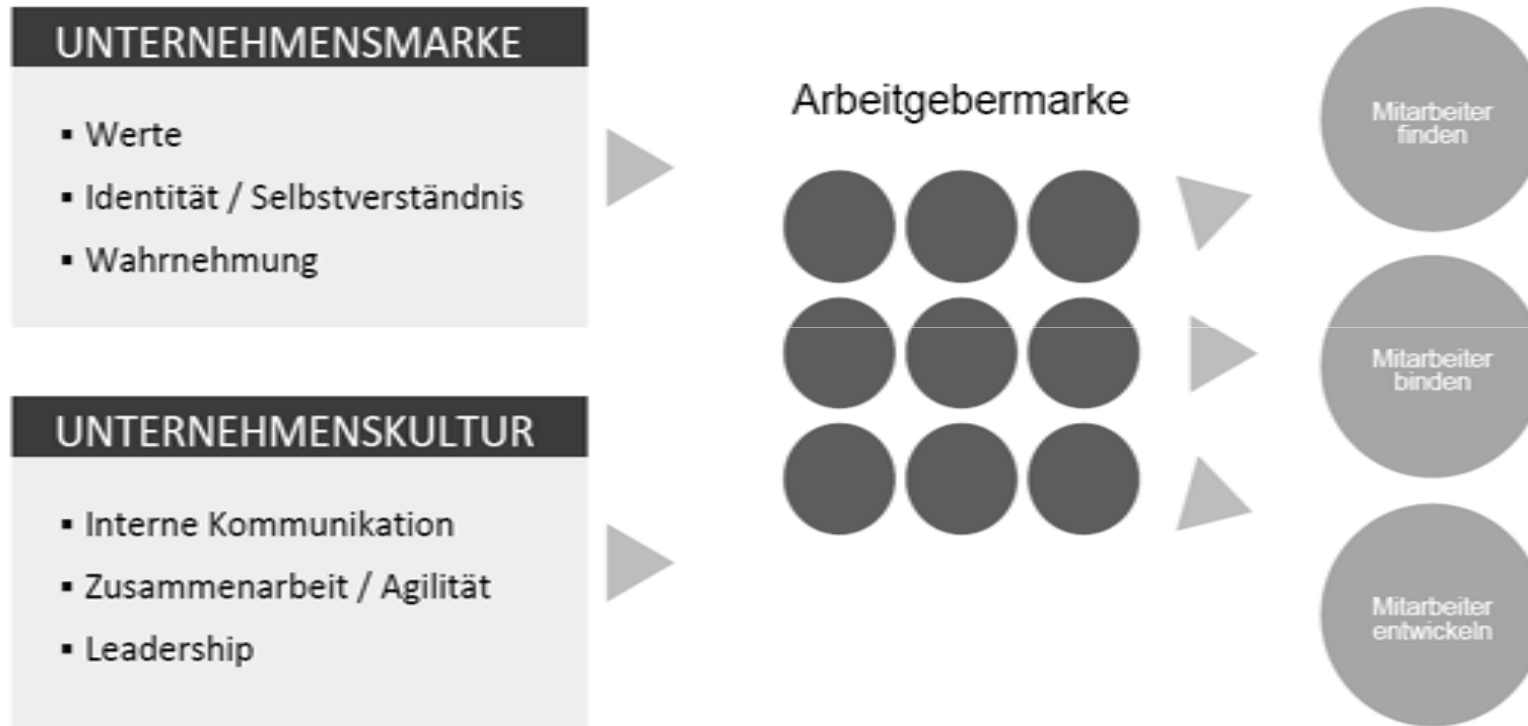 UNTERNEHMENSMARKE
▪ Werte
▪ Identität / Selbstverständnis
▪ Wahrnehmung
UNTERNEHMENSKULTUR
▪ Interne Kommunikation
▪ Zusammenarbeit / Agilität
▪ Leadership
Arbeitgebermarke
Mitarbeiter
finden
Mitarbeiter
binden
Mitarbeiter
entwickeln